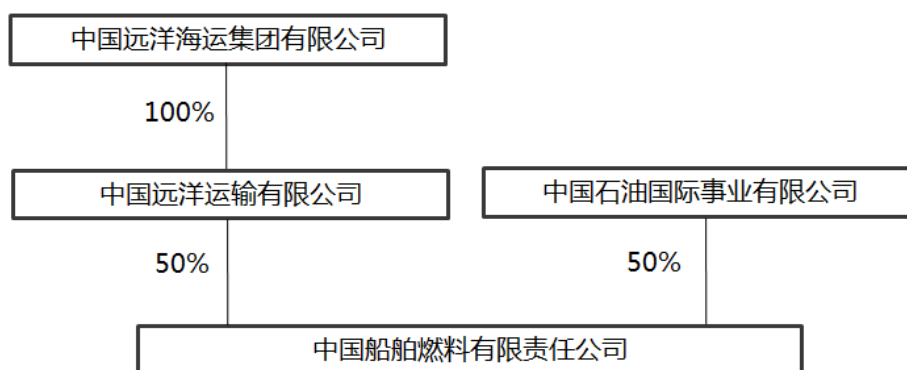 中国远洋海运集团有限公司
100%
中国远洋运输有限公司
中国石油国际事业有限公司
50%
50%
中国船舶燃料有限责任公司